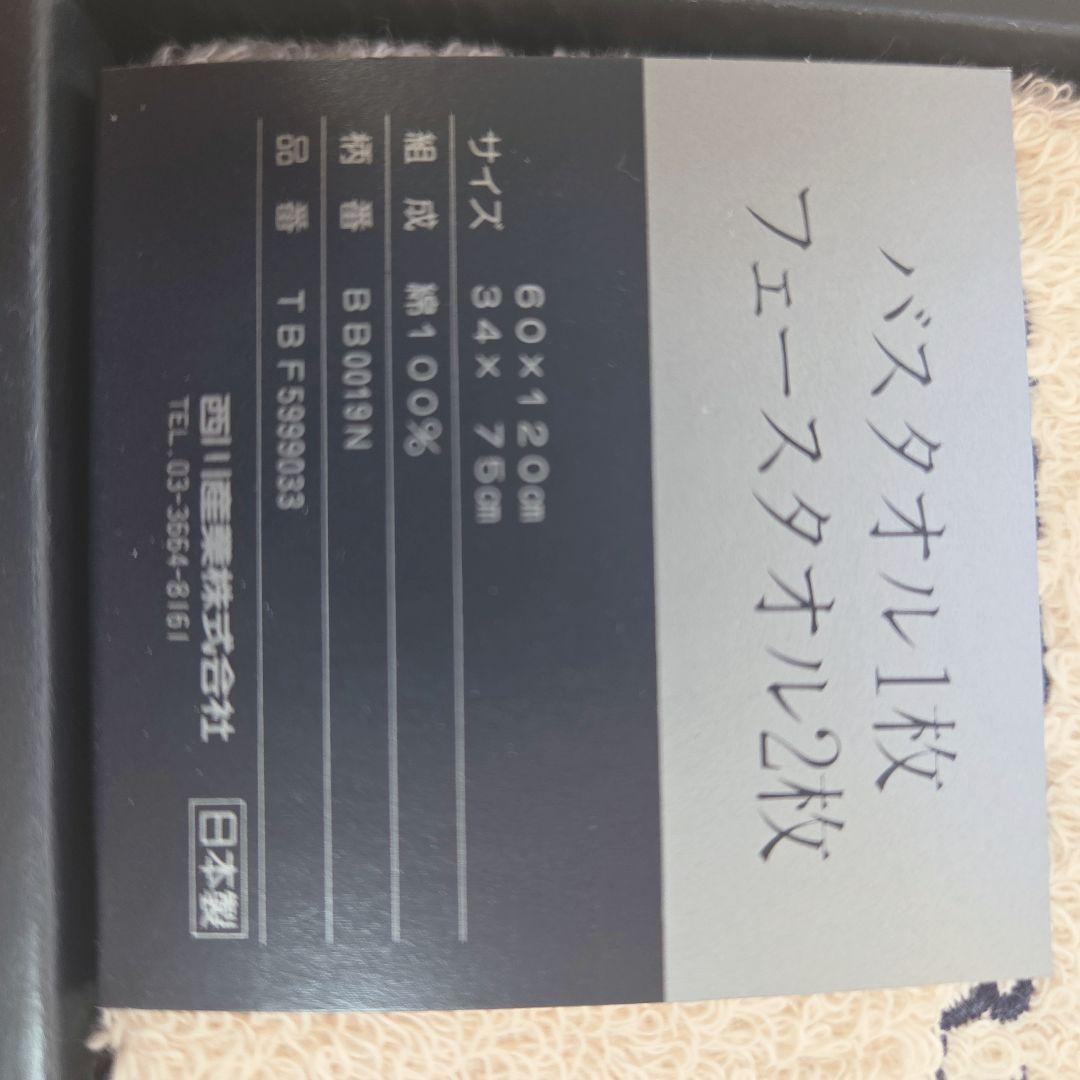 バスタオル1枚
フェースタオル2枚
60×120㎝
サイズ 34× 75㎝
組成 綿100%
柄番 BB0019N
品番 TBF5999033
西川産業株式会社 日本製
TEL.03-3664-8161